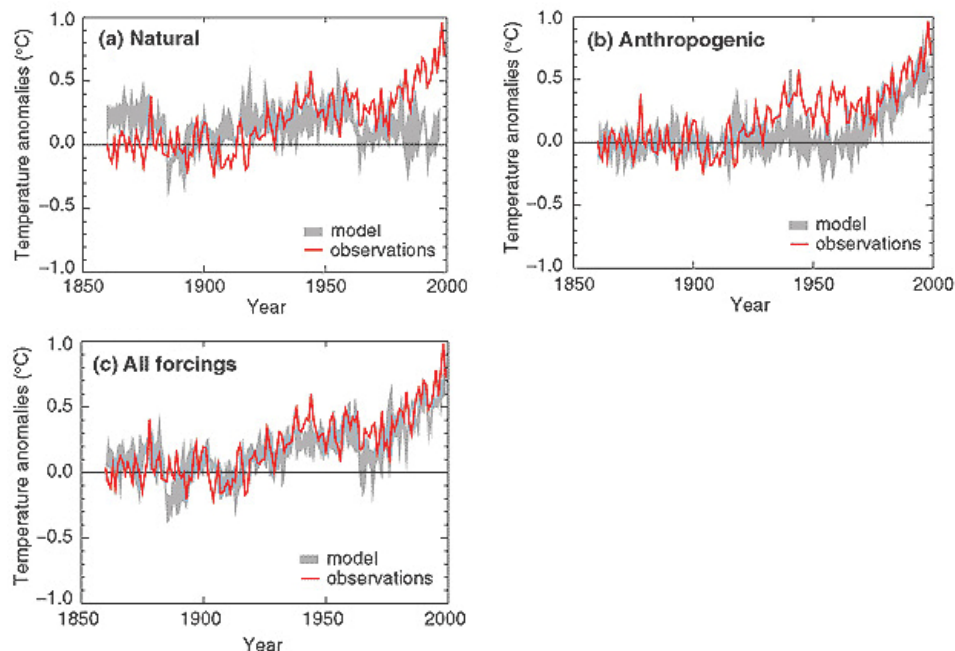 (a) Natural
Temperature anomalies (°C)
1.0
0.5
0.0
−0.5
−1.0
model
observations
1850
1900
1950
2000
Year
(b) Anthropogenic
Temperature anomalies (°C)
1.0
0.5
0.0
−0.5
−1.0
model
observations
1850
1900
1950
2000
Year
(c) All forcings
Temperature anomalies (°C)
1.0
0.5
0.0
−0.5
−1.0
model
observations
1850
1900
1950
2000
Year